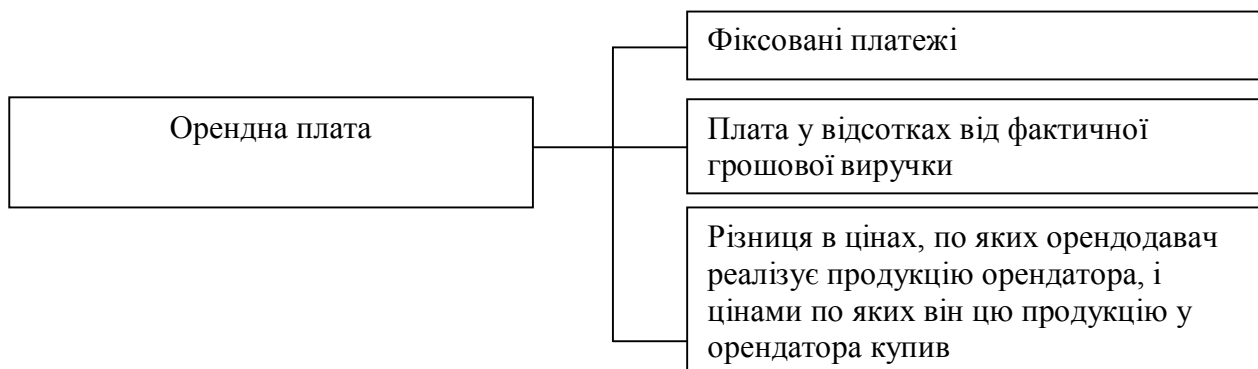 Фіксовані платежі
Орендна плата
Плата у відсотках від фактичної
грошової виручки
Різниця в цінах, по яких орендодавач
реалізує продукцію орендатора, і
цінами по яких він цю продукцію у
орендатора купив